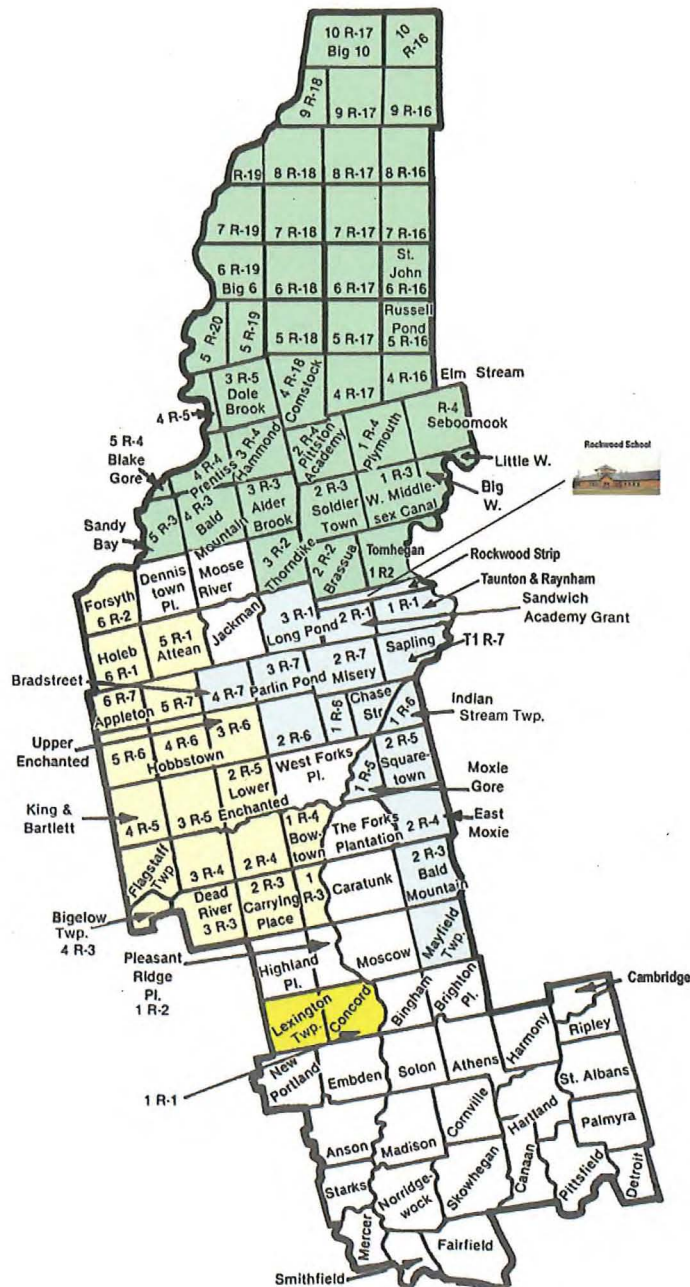 10 R-17
Big 10
10
R-16
9 R-18
9 R-17
9 R-16
R-19
8 R-18
8 R-17
8 R-16
7 R-19
7 R-18
7 R-17
7 R-16
6 R-19
Big 6
6 R-18
6 R-17
St.
John
6 R-16
5 R-20
5 R-19
5 R-18
5 R-17
Russell
Pond
5 R-16
4 R-5
3 R-5
Dole
Brook
4 R-18
Comstock
4 R-17
4 R-16
Elm Stream
5 R-4
Blake
Gore
4 R-4
Prentiss
3 R-4
Hammond
2 R-4
Pittston
Academy
1 R-4
Plymouth
R-4
Seboomook
Rockwood School
Little W.
Sandy
Bay
5 R-3
4 R-3
Bald
Mountain
3 R-3
Alder
Brook
2 R-3
Soldier
Town
1 R-3
W. Middle-
sex Canal
Big
W.
Forsyth
6 R-2
Dennis
town
Pl.
Moose
River
3 R-2
Thorndike
2 R-2
Brassua
Tomhegan
1 R2
Rockwood Strip
Taunton & Raynham
Holeb
6 R-1
5 R-1
Attean
Jackman
3 R-1
Long Pond
2 R-1
1 R-1
Sandwich
Academy Grant
Bradstreet
6 R-7
Appleton
5 R-7
4 R-7
3 R-7
Parlin Pond
2 R-7
Misery
Sapling
T1 R-7
Upper
Enchanted
5 R-6
4 R-6
Hobbstown
3 R-6
2 R-6
1 R-6
Chase
Str
1 R-6
Indian
Stream Twp.
King &
Bartlett
4 R-5
3 R-5
2 R-5
Lower
Enchanted
West Forks
Pl.
1 R-5
2 R-5
Square-
town
Moxie
Gore
Flagstaff
Twp
3 R-4
2 R-4
1 R-4
Bow-
town
The Forks
Plantation
2 R-4
East
Moxie
Bigelow
Twp.
4 R-3
Dead
River
3 R-3
2 R-3
Carrying
Place
1
R-3
Caratunk
2 R-3
Bald
Mountain
Pleasant
Ridge
Pl.
1 R-2
Highland
Pl.
Moscow
Mayfield
Twp.
Lexington
Twp.
Concord
Bingham
Brighton
Pl.
Cambridge
1 R-1
New
Portland
Embden
Solon
Athens
Harmony
Ripley
St. Albans
Anson
Madison
Cornville
Hartland
Palmyra
Starks
Norridge-
wock
Skowhegan
Canaan
Pittsfield
Detroit
Mercer
Smithfield
Fairfield